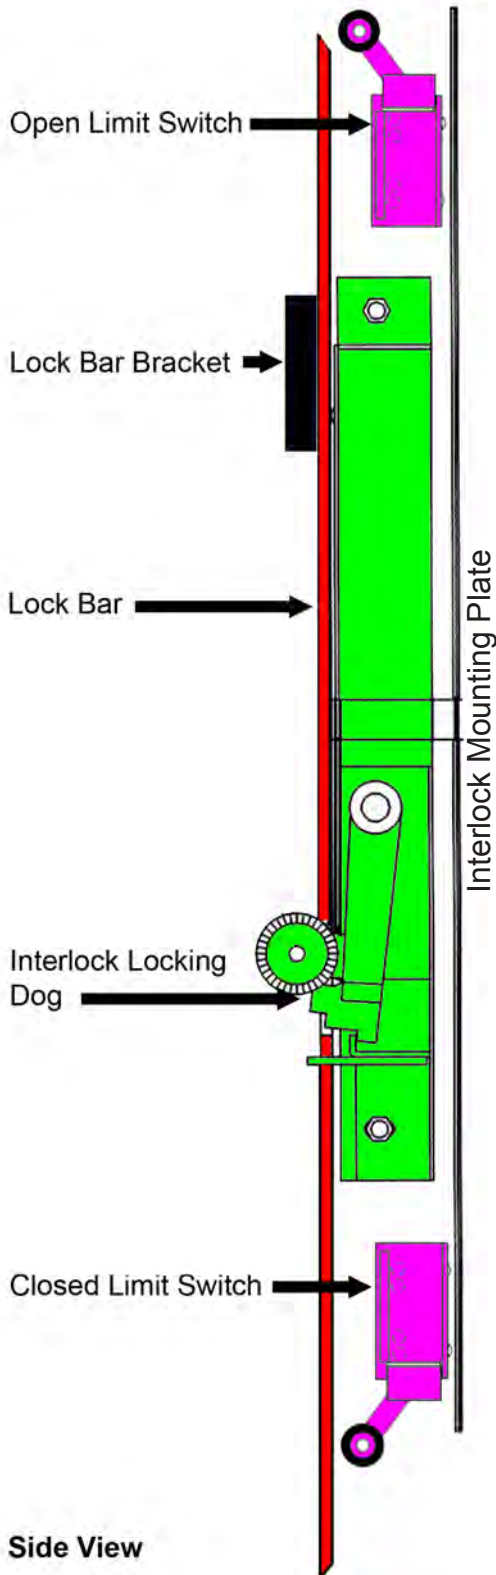 Open Limit Switch
Lock Bar Bracket
Lock Bar
Interlock Mounting Plate
Interlock Locking
Dog
Closed Limit Switch
Side View